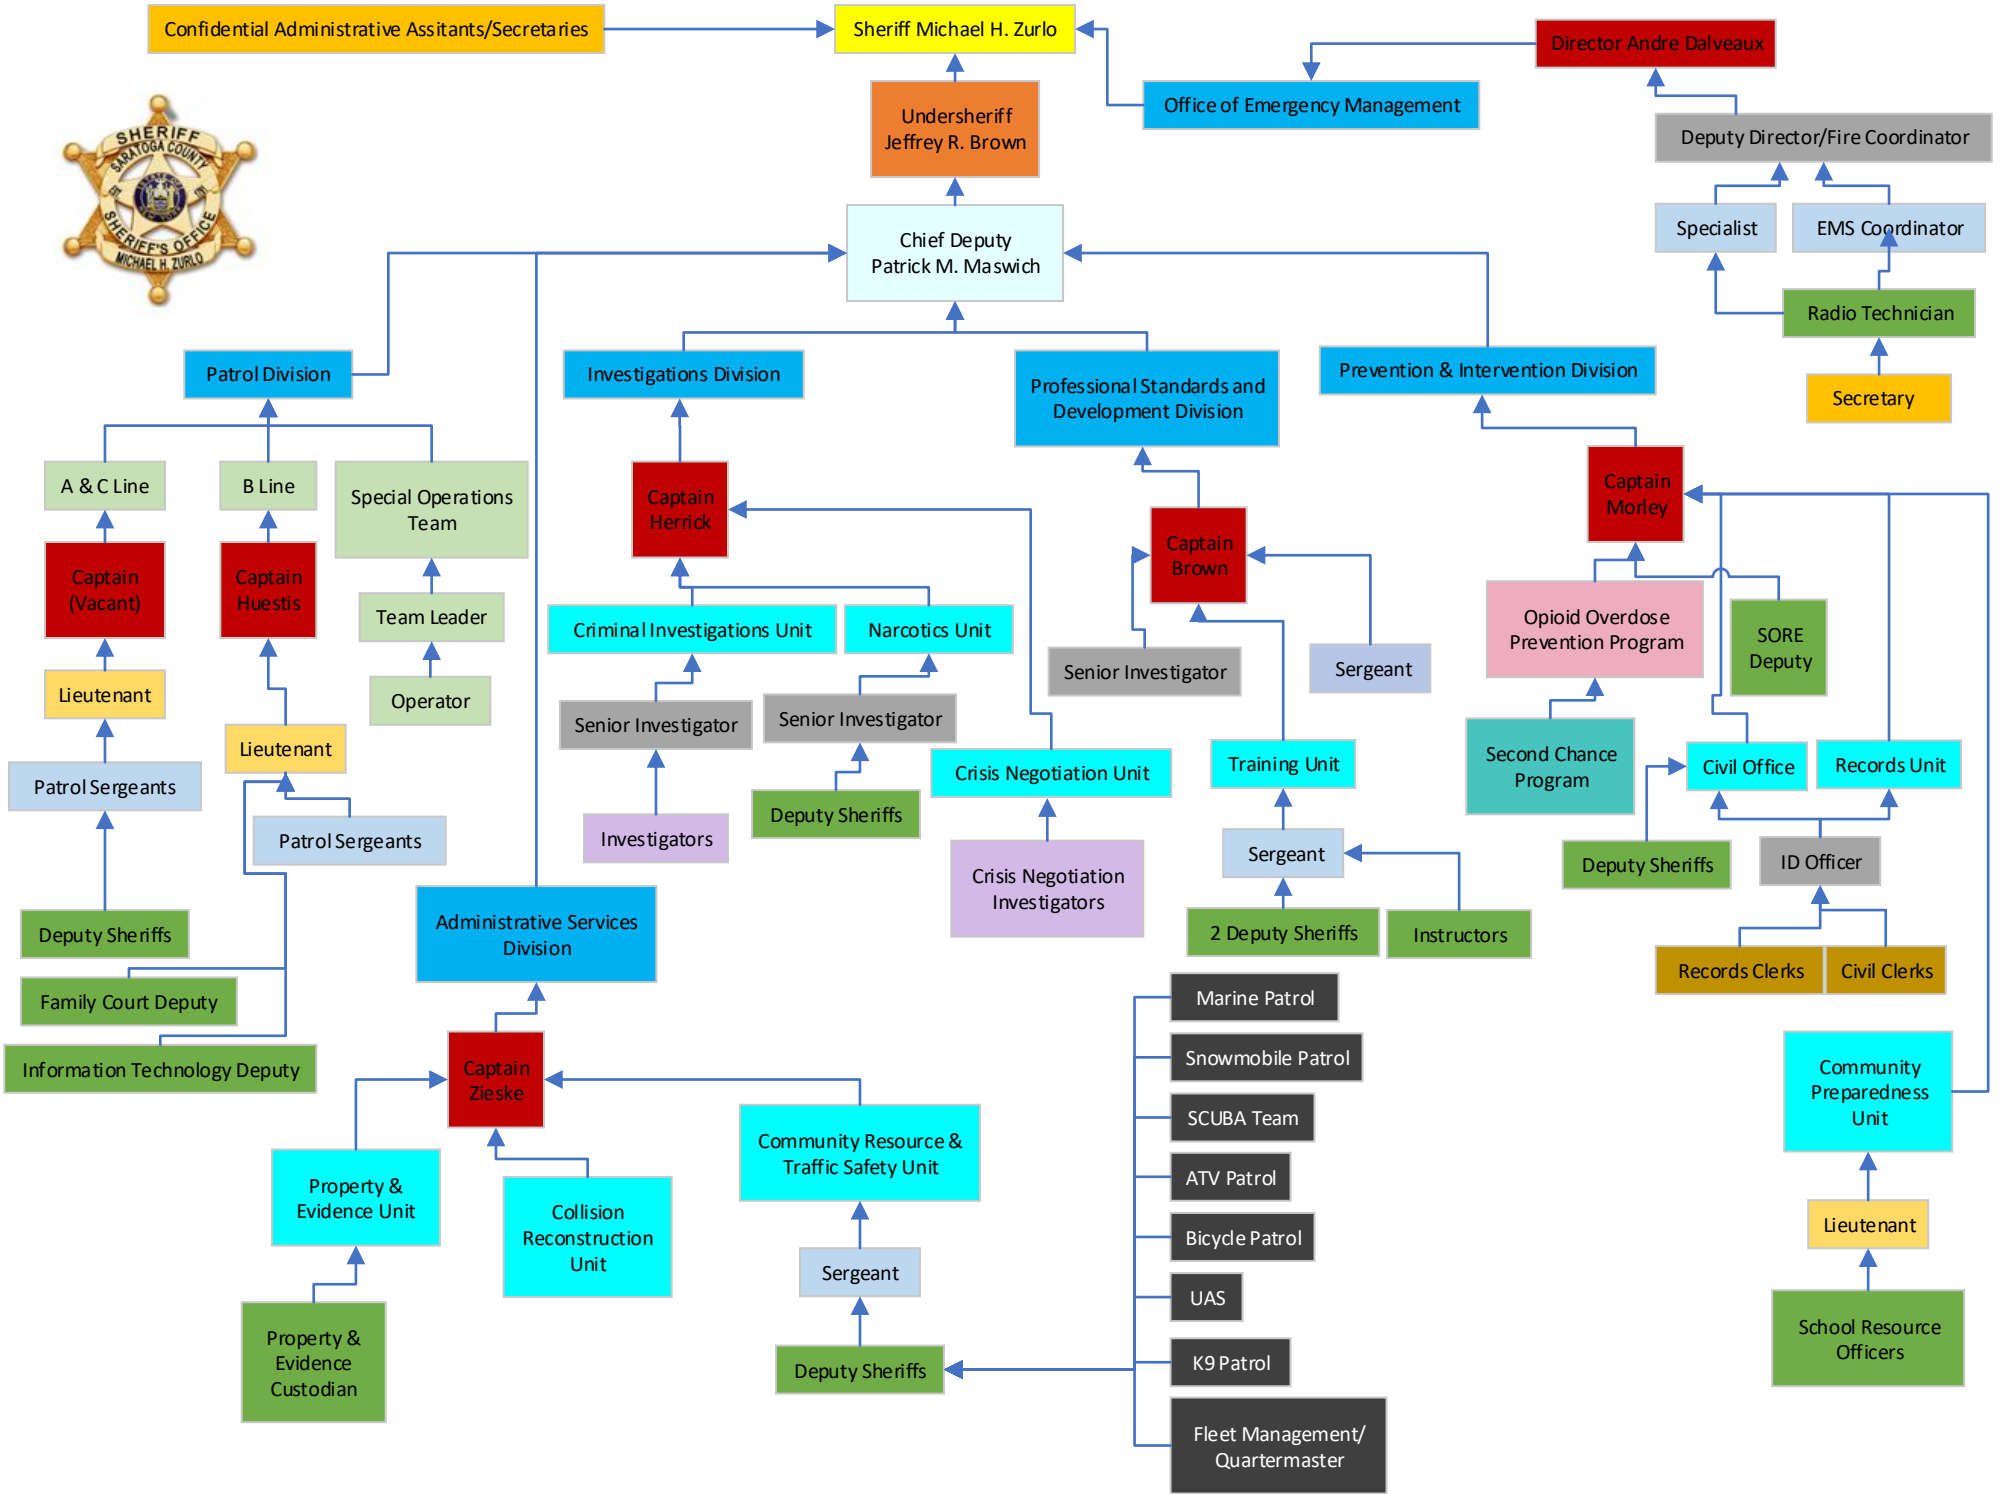 Confidential Administrative Assitants/Secretaries
Sheriff Michael H. Zurlo
Director Andre Dalveaux
Undersheriff
Jeffrey R. Brown
Office of Emergency Management
Deputy Director/Fire Coordinator
SHERIFF
SARATOGA COUNTY
SHERIFF'S OFFICE
MICHAEL H. ZURLO
Chief Deputy
Patrick M. Maswich
Specialist
EMS Coordinator
Radio Technician
Secretary
Patrol Division
Investigations Division
Professional Standards and
Development Division
Prevention & Intervention Division
A & C Line
B Line
Special Operations
Team
Captain
Herrick
Captain
Brown
Captain
Morley
Captain
(Vacant)
Captain
Huestis
Team Leader
Operator
Criminal Investigations Unit
Narcotics Unit
Senior Investigator
Sergeant
Opioid Overdose
Prevention Program
SORE
Deputy
Lieutenant
Lieutenant
Senior Investigator
Senior Investigator
Crisis Negotiation Unit
Training Unit
Second Chance
Program
Civil Office
Records Unit
Patrol Sergeants
Patrol Sergeants
Investigators
Deputy Sheriffs
Crisis Negotiation
Investigators
Sergeant
Deputy Sheriffs
ID Officer
Deputy Sheriffs
Administrative Services
Division
2 Deputy Sheriffs
Instructors
Records Clerks
Civil Clerks
Family Court Deputy
Information Technology Deputy
Captain
Zieske
Marine Patrol
Snowmobile Patrol
SCUBA Team
ATV Patrol
Bicycle Patrol
UAS
K9 Patrol
Fleet Management/
Quartermaster
Community
Preparedness
Unit
Property &
Evidence Unit
Collision
Reconstruction
Unit
Community Resource &
Traffic Safety Unit
Sergeant
Deputy Sheriffs
Lieutenant
School Resource
Officers
Property &
Evidence
Custodian